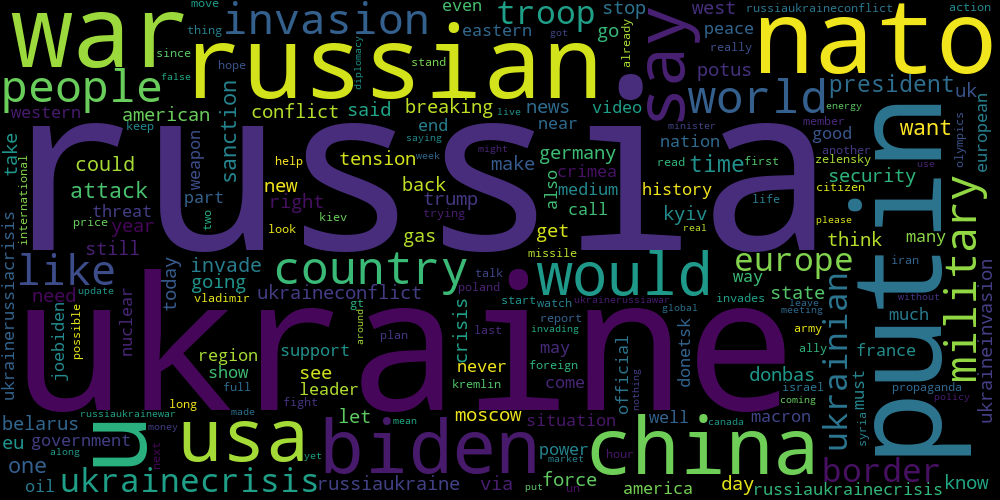 move
even
troop
stop
west
russiaukraineconflict
action
war
thing
invasion
eastern
got
go
already
say
peace
nato
since
russian
diplomacy
really
people
false
hope
stand
potus
world
president
uk
western
american
conflict
said
breaking
live
news
video
energy
european
keep
sanction
end
saying
near
minister
member
want
take
weapon
week
might
nation
good
olympics
could
help
tension
make
germany
read
time
first
another
zelensky
security
use
attack
part
new
back
also
crimea
medium
history
life
citizen
international
threat
two
right
trump
call
kyiv
real
please
price
year
kiev
look
trying
get
putin
still
russia
gas
missile
think
many
military
like
invade
country
would
europe
iran
need
today
going
vladimir
ukraineconflict
talk
poland
way
state
without
ukrainerussiacrisis
update
nuclear
around
gt
start
watch
ukrainerussiawar
invades
leave
much
joebiden
possible
plan
crisis
last
report
global
meeting
ukraineinvasion
region
support
invading
donetsk
army
ukraine
show
see
never
may
official
ally
ukrainian
france
full
leader
kremlin
foreign
come
donbas
israel
must
propaganda
long
fight
nothing
coming
syria
policy
russiaukrainewar
made
let
mean
moscow
situation
well
macron
canada
belarus
u
money
usa
biden
power
china
eu
government
along
next
yet
market
hour
one
force
border
oil
ukrainecrisis
russiaukraine
via
put
un
america
day
russiaukrainecrisis
know